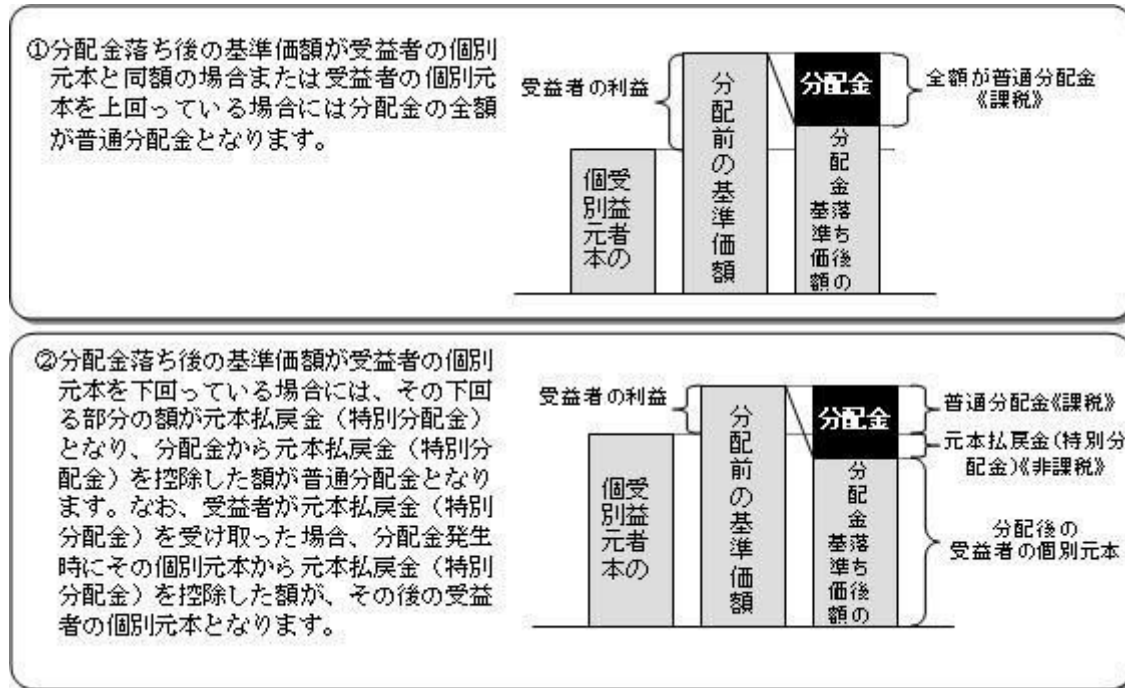 ①分配金落ち後の基準価額が受益者の個別
元本と同額の場合または受益者の個別元
本を上回っている場合には分配金の全額
が普通分配金となります。
受益者の利益
受益者の
個別元本
分配前の基準価額
分配金
分配金落ち後の
基準価額
全額が普通分配金
《課税》
②分配金落ち後の基準価額が受益者の個別
元本を下回っている場合には、その下回
る部分の額が元本払戻金（特別分配金）
となり、分配金から元本払戻金（特別分
配金）を控除した額が普通分配金となり
ます。なお、受益者が元本払戻金（特別
分配金）を受け取った場合、分配金発生
時にその個別元本から元本払戻金（特別
分配金）を控除した額が、その後の受益
者の個別元本となります。
受益者の利益
受益者の
個別元本
分配前の基準価額
分配金
分配金落ち後の
基準価額
普通分配金《課税》
元本払戻金(特別分
配金)《非課税》
分配後の
受益者の個別元本